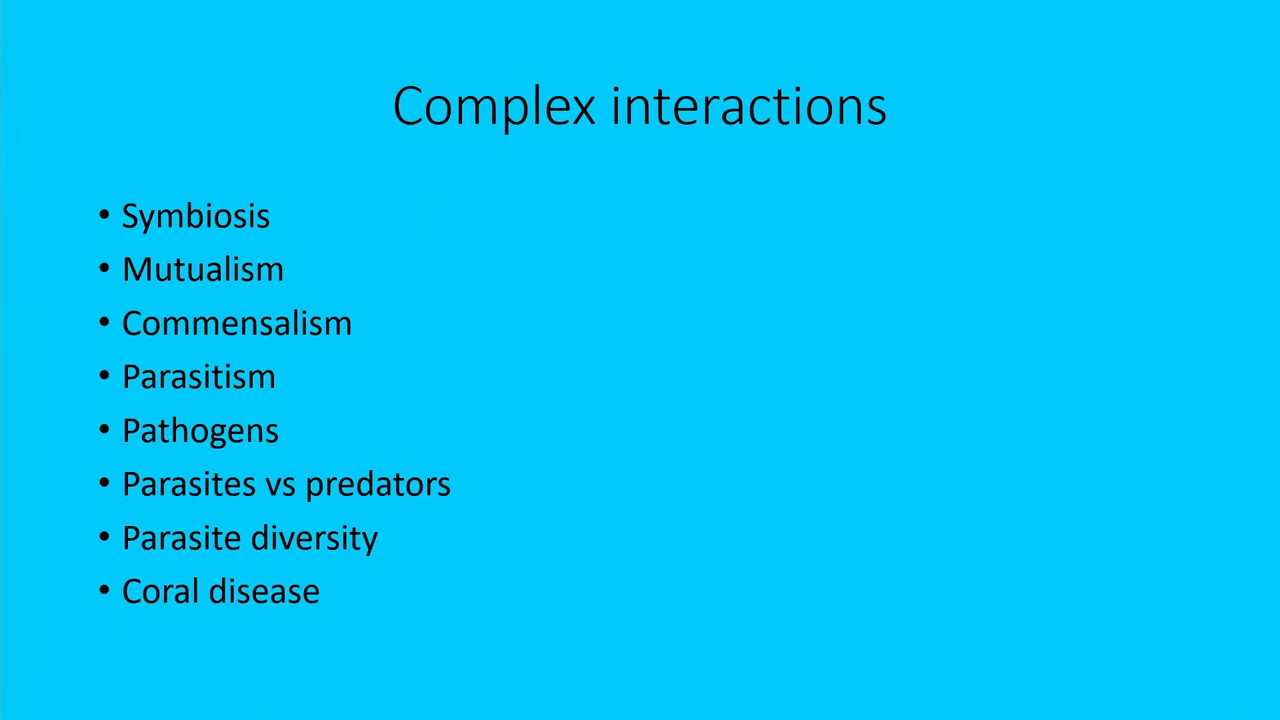 Complex interactions
• Symbiosis
• Mutualism
• Commensalism
• Parasitism
• Pathogens
• Parasites vs predators
• Parasite diversity
• Coral disease